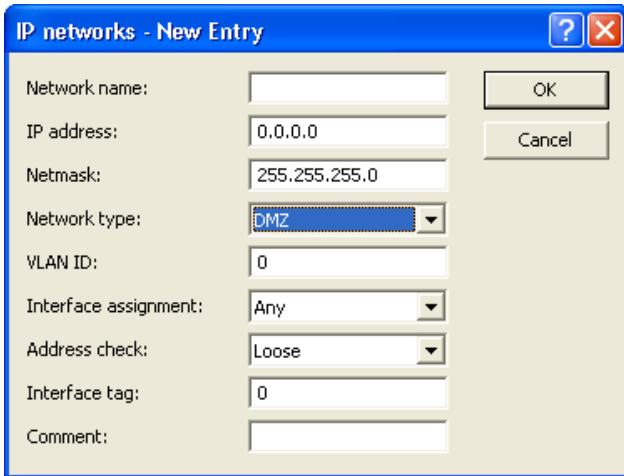 IP networks - New Entry
Network name:
OK
IP address: 0.0.0.0
Cancel
Netmask: 255.255.255.0
Network type: DMZ
VLAN ID: 0
Interface assignment: Any
Address check: Loose
Interface tag: 0
Comment: